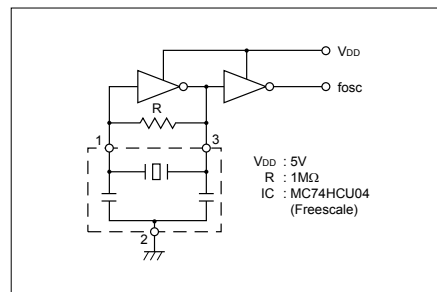 VDD
fosc
R
1
3
VDD : 5V
R : 1MΩ
IC : MC74HCU04
(Freescale)
2